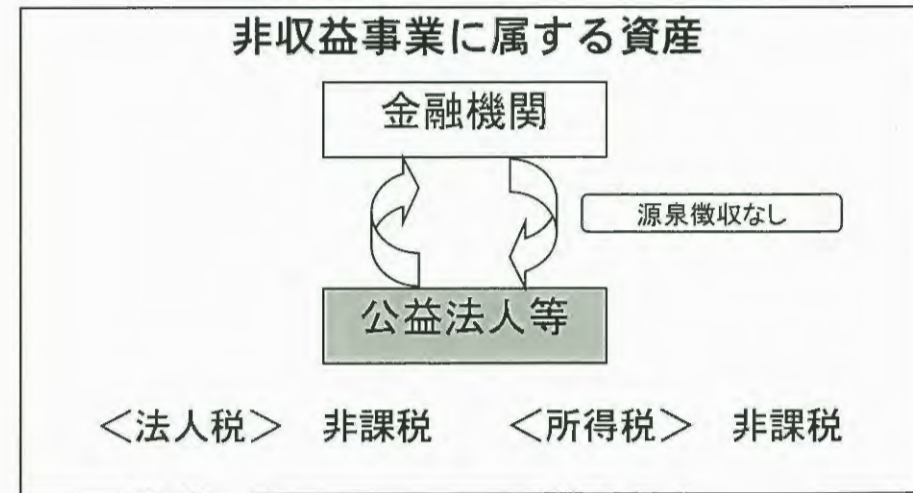 非収益事業に属する資産
金融機関
源泉徴収なし
公益法人等
＜法人税＞　非課税　　＜所得税＞　非課税